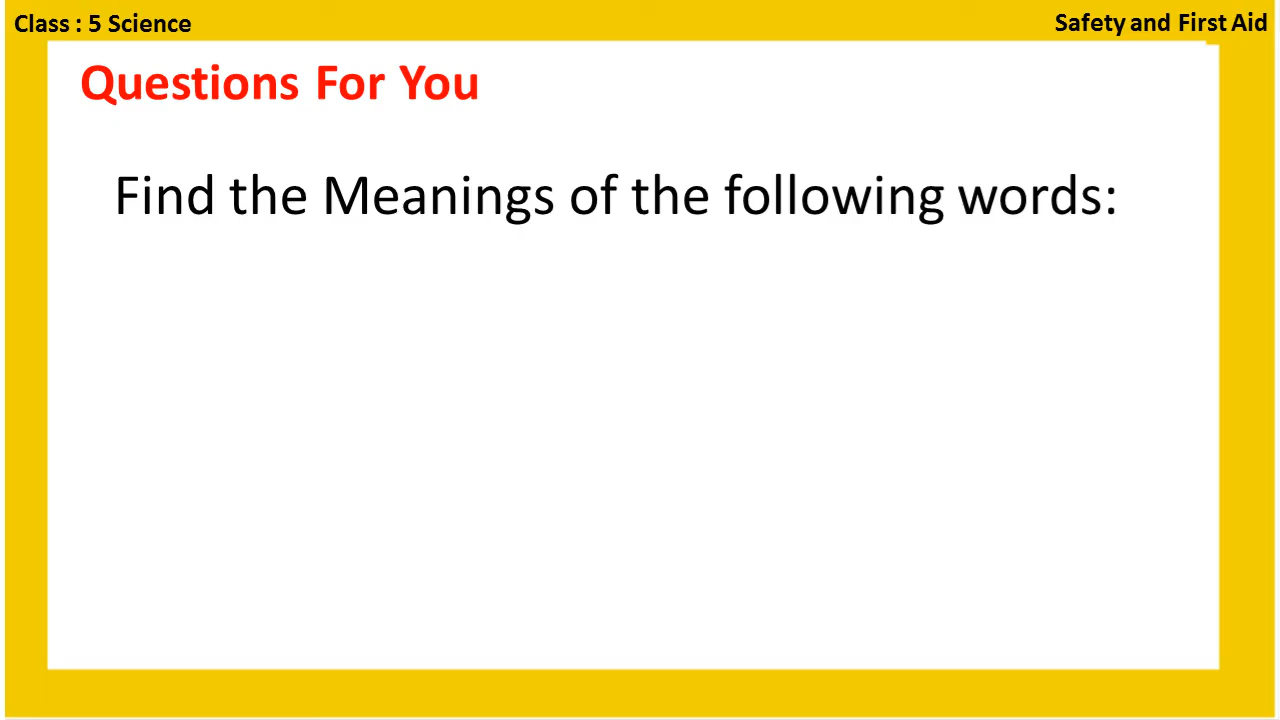 Class : 5 Science
Safety and First Aid
Questions For You
Find the Meanings of the following words: